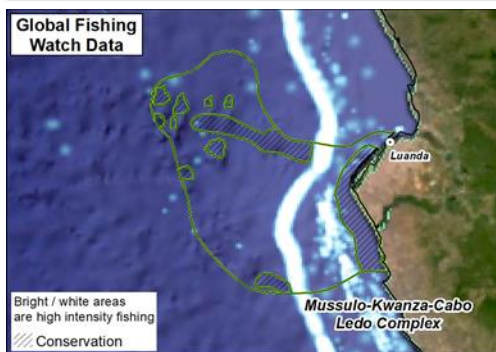 Global Fishing
Watch Data
Luanda
Mussulo-Kwanza-Cabo
Ledo Complex
Bright / white areas
are high intensity fishing
Conservation